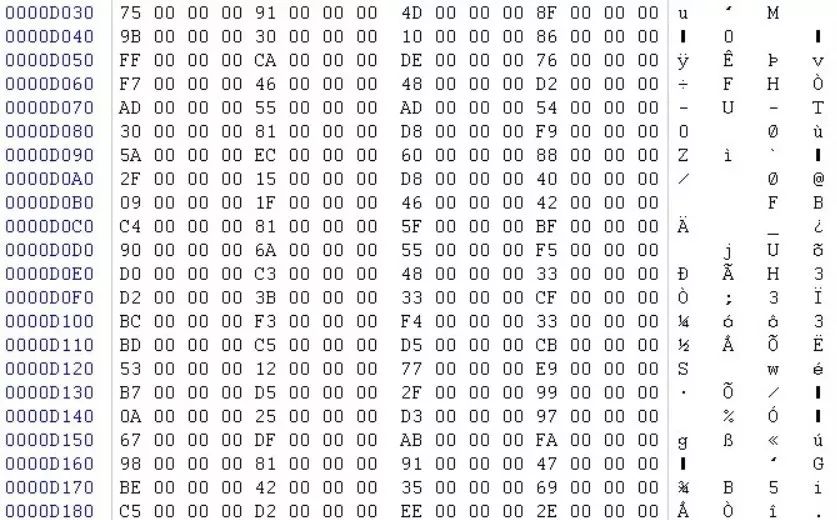 0000D030 75 00 00 00 91 00 00 00 4D 00 00 00 8F 00 00 00 u ‘ M
0000D040 9B 00 00 00 30 00 00 00 10 00 00 00 86 00 00 00 ▌ 0 ▌
0000D050 FF 00 00 00 CA 00 00 00 DE 00 00 00 76 00 00 00 ÿ Ê Þ v
0000D060 F7 00 00 00 46 00 00 00 48 00 00 00 D2 00 00 00 ÷ F H Ò
0000D070 AD 00 00 00 55 00 00 00 AD 00 00 00 54 00 00 00 - U - T
0000D080 30 00 00 00 81 00 00 00 D8 00 00 00 F9 00 00 00 0 Ø ù
0000D090 5A 00 00 00 EC 00 00 00 60 00 00 00 88 00 00 00 Z ì ` ▌
0000D0A0 2F 00 00 00 15 00 00 00 D8 00 00 00 40 00 00 00 / Ø @
0000D0B0 09 00 00 00 1F 00 00 00 46 00 00 00 42 00 00 00 F B
0000D0C0 C4 00 00 00 81 00 00 00 5F 00 00 00 BF 00 00 00 Ä _ ¿
0000D0D0 90 00 00 00 6A 00 00 00 55 00 00 00 F5 00 00 00 j U õ
0000D0E0 D0 00 00 00 C3 00 00 00 48 00 00 00 33 00 00 00 Ð Ã H 3
0000D0F0 D2 00 00 00 3B 00 00 00 33 00 00 00 CF 00 00 00 Ò ; 3 Ï
0000D100 BC 00 00 00 F3 00 00 00 F4 00 00 00 33 00 00 00 ¼ ó ô 3
0000D110 BD 00 00 00 C5 00 00 00 D5 00 00 00 CB 00 00 00 ½ Å Õ Ë
0000D120 53 00 00 00 12 00 00 00 77 00 00 00 E9 00 00 00 S w é
0000D130 B7 00 00 00 D5 00 00 00 2F 00 00 00 99 00 00 00 · Õ / ▌
0000D140 0A 00 00 00 25 00 00 00 D3 00 00 00 97 00 00 00 % Ó ▌
0000D150 67 00 00 00 DF 00 00 00 AB 00 00 00 FA 00 00 00 g ß « ú
0000D160 98 00 00 00 81 00 00 00 91 00 00 00 47 00 00 00 ▌ ‘ G
0000D170 BE 00 00 00 42 00 00 00 35 00 00 00 69 00 00 00 ¾ B 5 i
0000D180 C5 00 00 00 D2 00 00 00 EE 00 00 00 2E 00 00 00 Å Ò î .